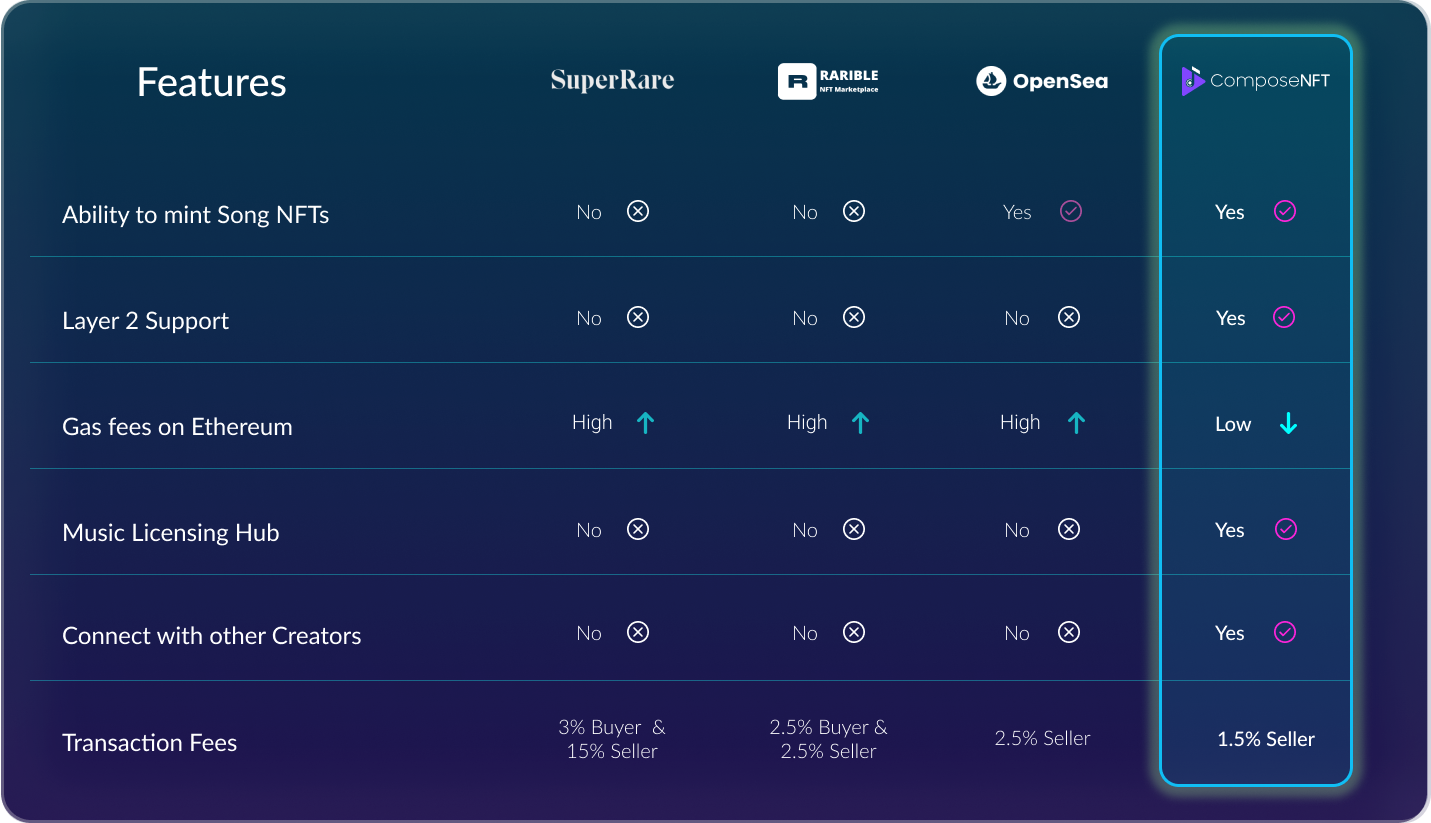 Features SuperRare R RARIBLE NFT Marketplace OpenSea ComposeNFT
Ability to mint Song NFTs No No Yes Yes
Layer 2 Support No No No Yes
Gas fees on Ethereum High High High Low
Music Licensing Hub No No No Yes
Connect with other Creators No No No Yes
Transaction Fees 3% Buyer & 15% Seller 2.5% Buyer & 2.5% Seller 2.5% Seller 1.5% Seller